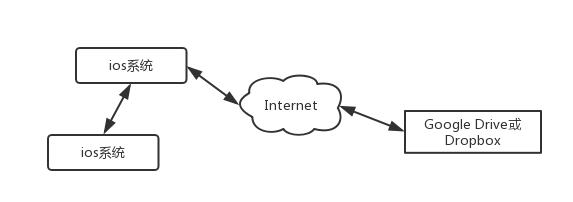 ios系统
Internet
Google Drive或
Dropbox
ios系统